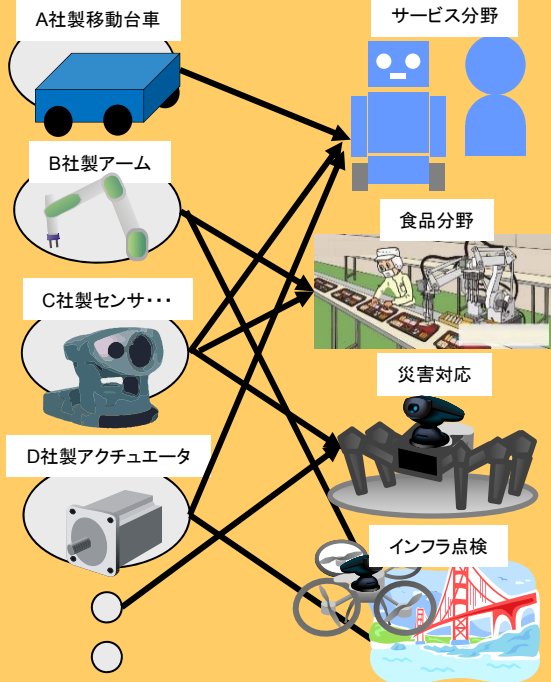 A社製移動台車
サービス分野
B社製アーム
食品分野
C社製センサ・・・
災害対応
D社製アクチュエータ
インフラ点検